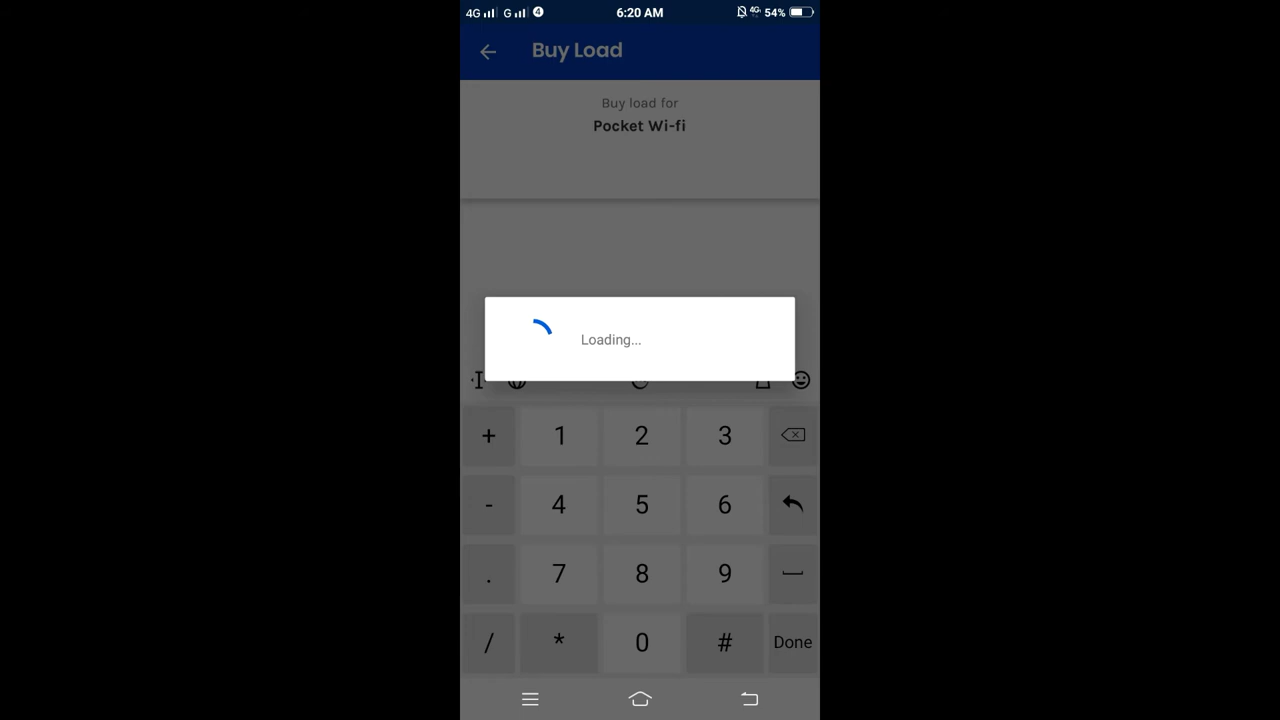 4G G 4 6:20 AM 4G 54%
Buy Load
Buy load for
Pocket Wi-fi
Loading...
+ 1 2 3
- 4 5 6
. 7 8 9
/ * 0 # Done